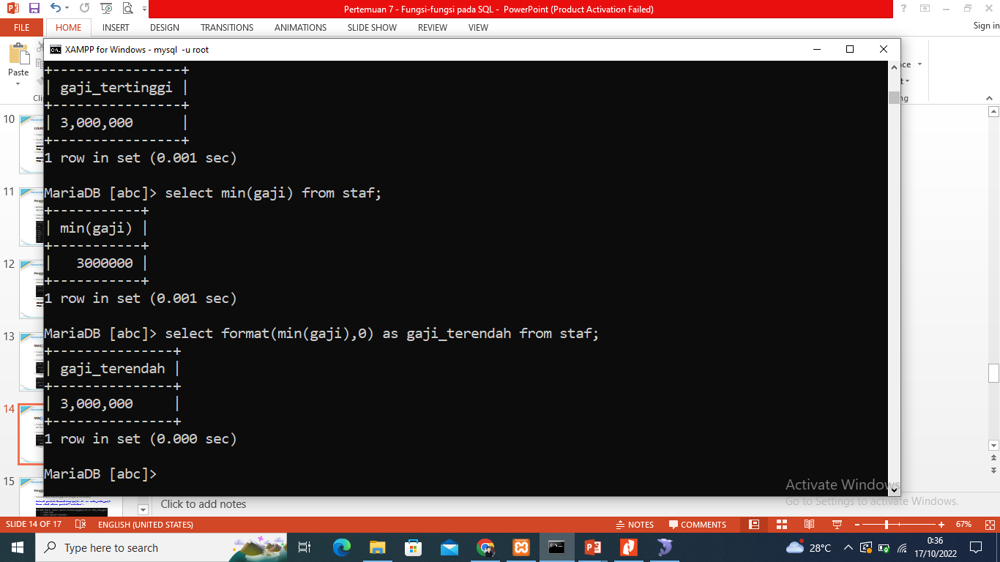 Pertemuan 7 - Fungsi-fungsi pada SQL - PowerPoint (Product Activation Failed)
FILE HOME INSERT DESIGN TRANSITIONS ANIMATIONS SLIDE SHOW REVIEW VIEW Sign in
Paste
XAMPP for Windows - mysql -u root
+----------------+
| gaji_tertinggi |
+----------------+
| 3,000,000      |
+----------------+
1 row in set (0.001 sec)
MariaDB [abc]> select min(gaji) from staf;
+-----------+
| min(gaji) |
+-----------+
|   3000000 |
+-----------+
1 row in set (0.001 sec)
MariaDB [abc]> select format(min(gaji),0) as gaji_terendah from staf;
+---------------+
| gaji_terendah |
+---------------+
| 3,000,000     |
+---------------+
1 row in set (0.000 sec)
MariaDB [abc]>
10
11
12
13
14
15
Activate Windows
Go to Settings to activate Windows.
Click to add notes
SLIDE 14 OF 17 ENGLISH (UNITED STATES) NOTES COMMENTS 67%
Type here to search
28°C
0:36
17/10/2022